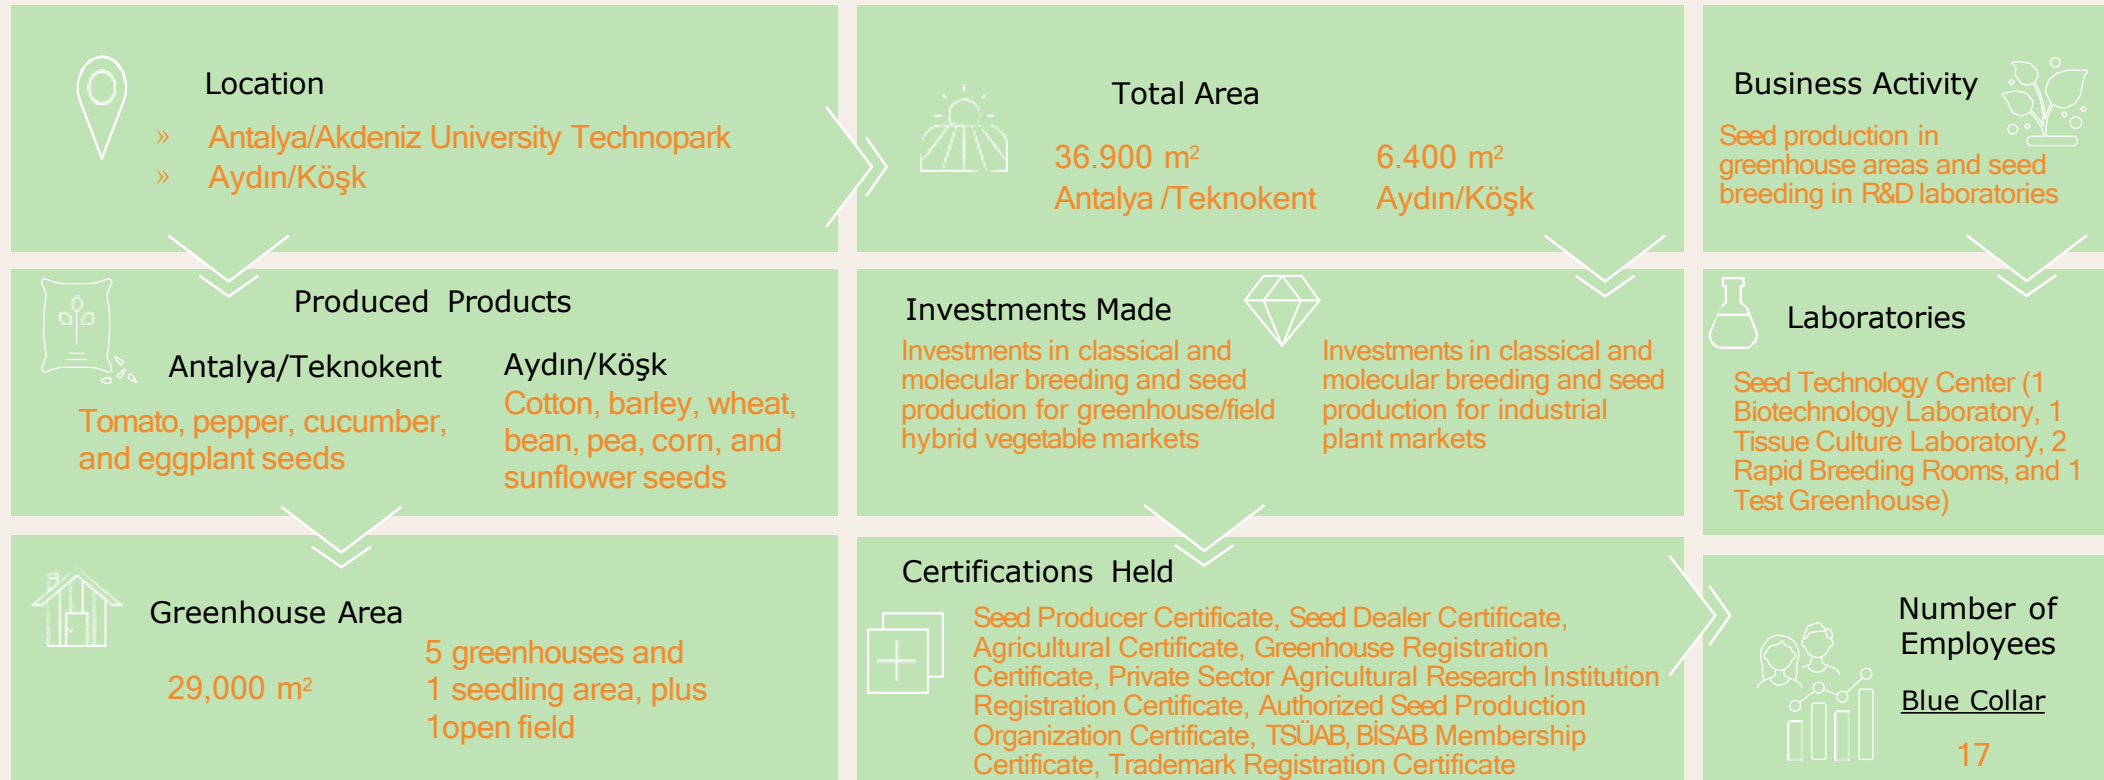 Location
» Antalya/Akdeniz University Technopark
» Aydın/Köşk
Total Area
36.900 m²
Antalya /Teknokent
6.400 m²
Aydın/Köşk
Business Activity
Seed production in
greenhouse areas and seed
breeding in R&D laboratories
Produced Products
Antalya/Teknokent
Tomato, pepper, cucumber,
and eggplant seeds
Aydın/Köşk
Cotton, barley, wheat,
bean, pea, corn, and
sunflower seeds
Investments Made
Investments in classical and
molecular breeding and seed
production for greenhouse/field
hybrid vegetable markets
Investments in classical and
molecular breeding and seed
production for industrial
plant markets
Laboratories
Seed Technology Center (1
Biotechnology Laboratory, 1
Tissue Culture Laboratory, 2
Rapid Breeding Rooms, and 1
Test Greenhouse)
Greenhouse Area
29,000 m²
5 greenhouses and
1 seedling area, plus
1open field
Certifications Held
Seed Producer Certificate, Seed Dealer Certificate,
Agricultural Certificate, Greenhouse Registration
Certificate, Private Sector Agricultural Research Institution
Registration Certificate, Authorized Seed Production
Organization Certificate, TSÜAB, BİSAB Membership
Certificate, Trademark Registration Certificate
Number of
Employees
Blue Collar
17